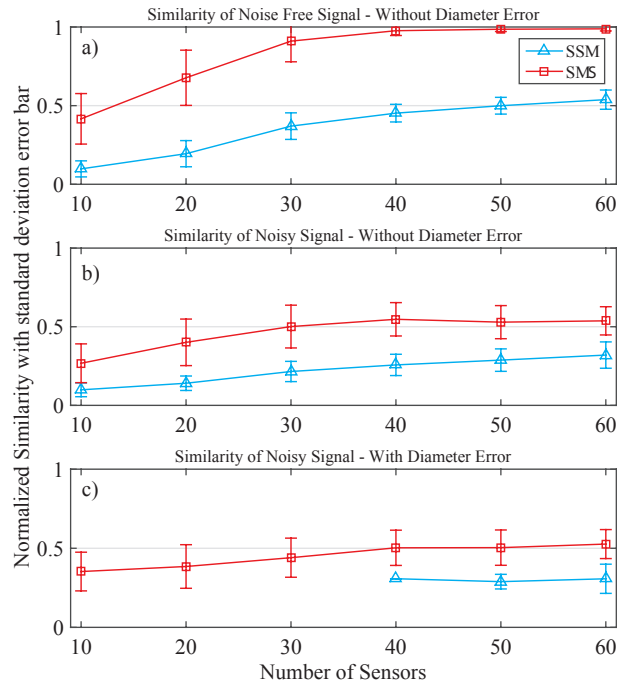 Similarity of Noise Free Signal - Without Diameter Error
a)
SSM
SMS
1
0.5
0
10 20 30 40 50 60
Similarity of Noisy Signal - Without Diameter Error
b)
1
0.5
0
10 20 30 40 50 60
Similarity of Noisy Signal - With Diameter Error
c)
1
0.5
0
10 20 30 40 50 60
Number of Sensors
Normalized Similarity with standard deviation error bar